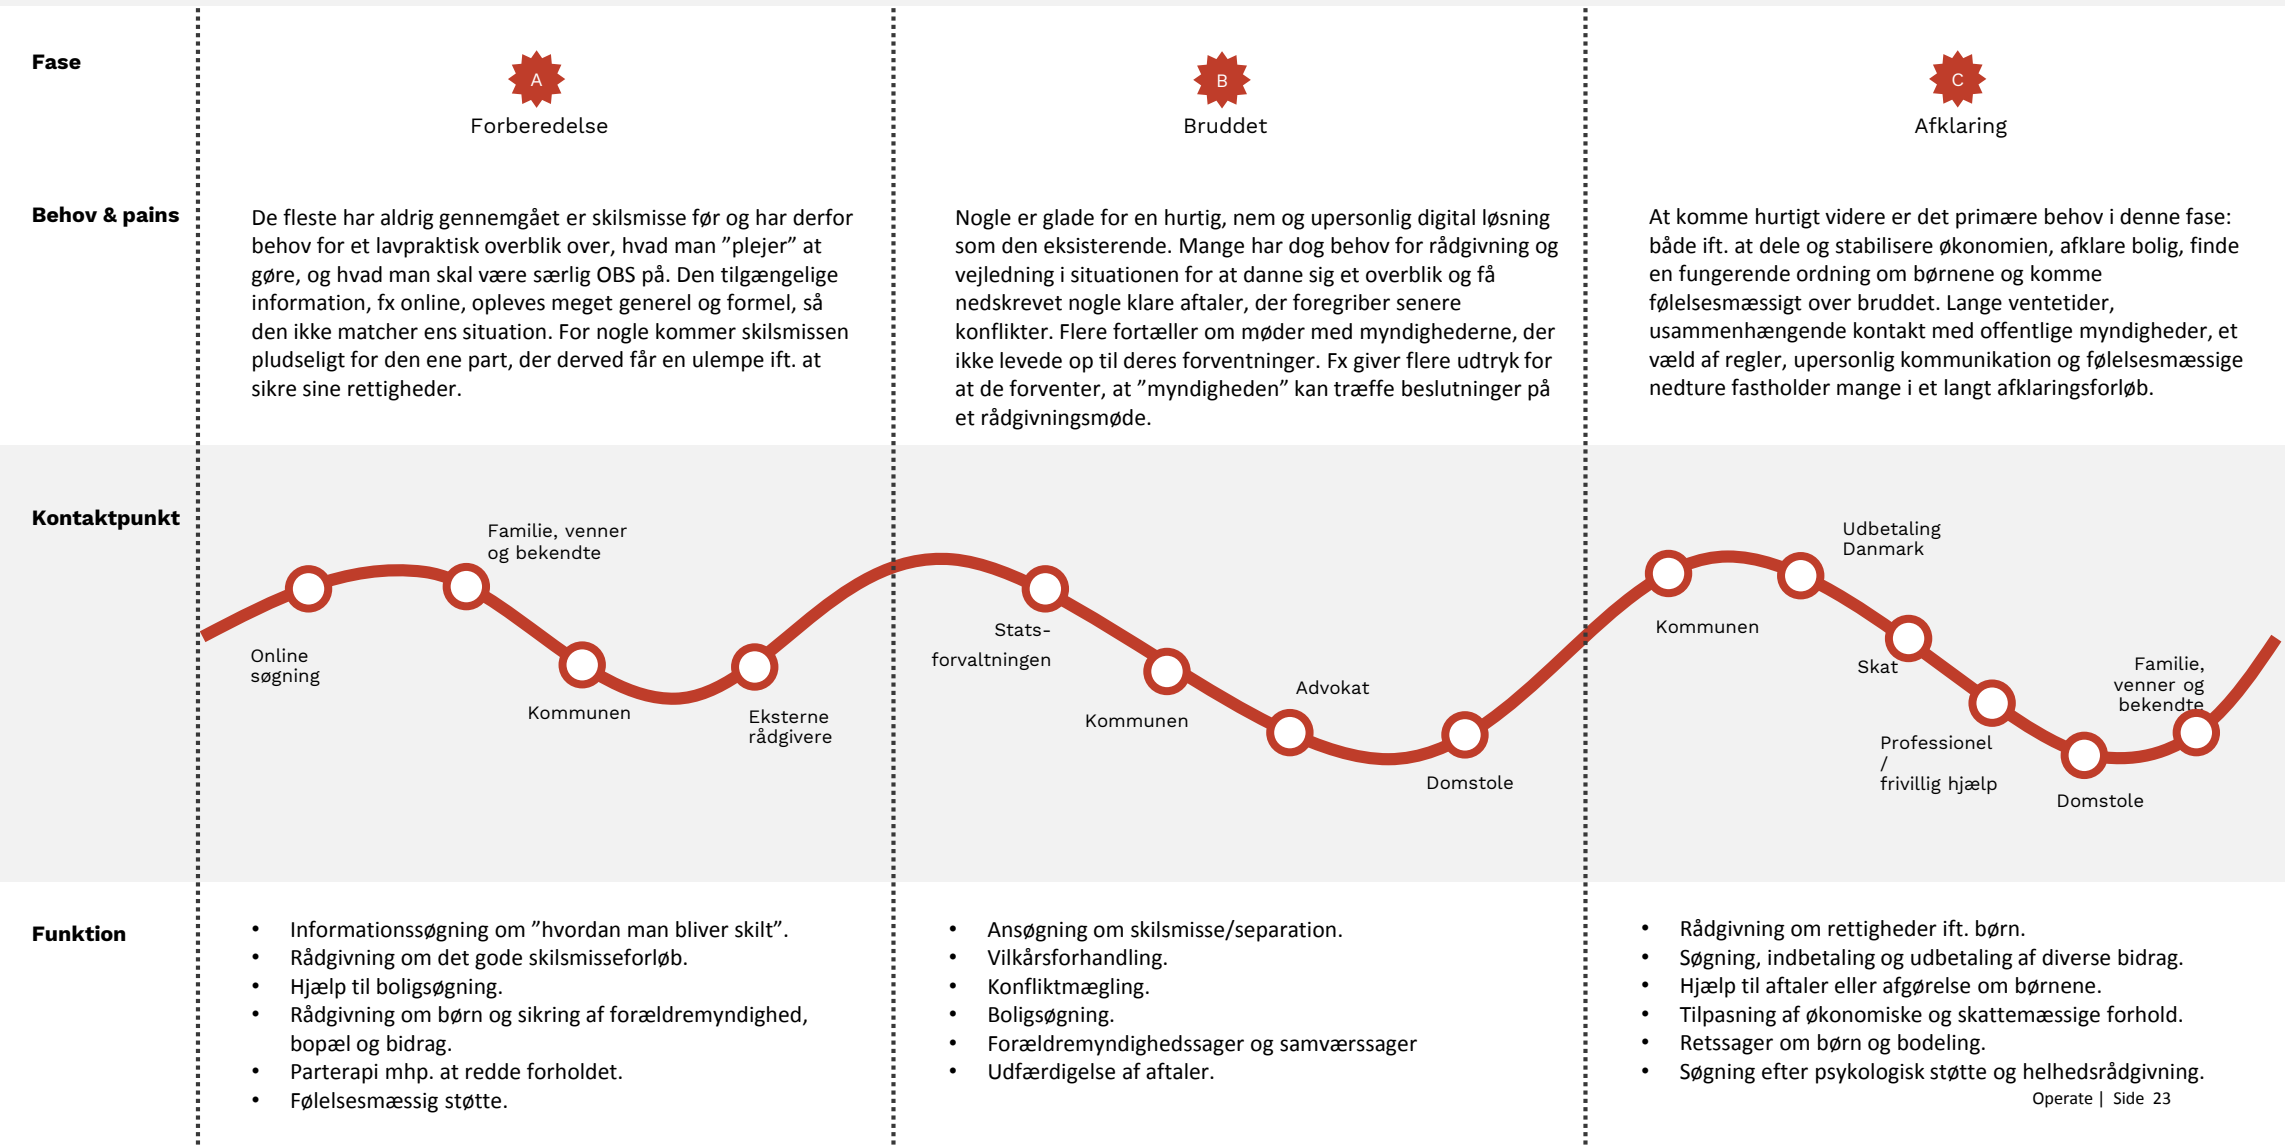 Fase
A
Forberedelse
B
Bruddet
C
Afklaring
Behov & pains
De fleste har aldrig gennemgået er skilsmisse før og har derfor
behov for et lavpraktisk overblik over, hvad man ”plejer” at
gøre, og hvad man skal være særlig OBS på. Den tilgængelige
information, fx online, opleves meget generel og formel, så
den ikke matcher ens situation. For nogle kommer skilsmissen
pludseligt for den ene part, der derved får en ulempe ift. at
sikre sine rettigheder.
Nogle er glade for en hurtig, nem og upersonlig digital løsning
som den eksisterende. Mange har dog behov for rådgivning og
vejledning i situationen for at danne sig et overblik og få
nedskrevet nogle klare aftaler, der foregriber senere
konflikter. Flere fortæller om møder med myndighederne, der
ikke levede op til deres forventninger. Fx giver flere udtryk for
at de forventer, at ”myndigheden” kan træffe beslutninger på
et rådgivningsmøde.
At komme hurtigt videre er det primære behov i denne fase:
både ift. at dele og stabilisere økonomien, afklare bolig, finde
en fungerende ordning om børnene og komme
følelsesmæssigt over bruddet. Lange ventetider,
usammenhængende kontakt med offentlige myndigheder, et
væld af regler, upersonlig kommunikation og følelsesmæssige
nedture fastholder mange i et langt afklaringsforløb.
Kontaktpunkt
Online
søgning
Familie, venner
og bekendte
Kommunen
Eksterne
rådgivere
Stats-
forvaltningen
Kommunen
Advokat
Domstole
Kommunen
Udbetaling
Danmark
Skat
Professionel
/
frivillig hjælp
Domstole
Familie,
venner og
bekendte
Funktion
• Informationssøgning om ”hvordan man bliver skilt”.
• Rådgivning om det gode skilsmisseforløb.
• Hjælp til boligsøgning.
• Rådgivning om børn og sikring af forældremyndighed,
bopæl og bidrag.
• Parterapi mhp. at redde forholdet.
• Følelsesmæssig støtte.
• Ansøgning om skilsmisse/separation.
• Vilkårsforhandling.
• Konfliktmægling.
• Boligsøgning.
• Forældremyndighedssager og samværssager
• Udfærdigelse af aftaler.
• Rådgivning om rettigheder ift. børn.
• Søgning, indbetaling og udbetaling af diverse bidrag.
• Hjælp til aftaler eller afgørelse om børnene.
• Tilpasning af økonomiske og skattemæssige forhold.
• Retssager om børn og bodeling.
• Søgning efter psykologisk støtte og helhedsrådgivning.
Operate | Side 23